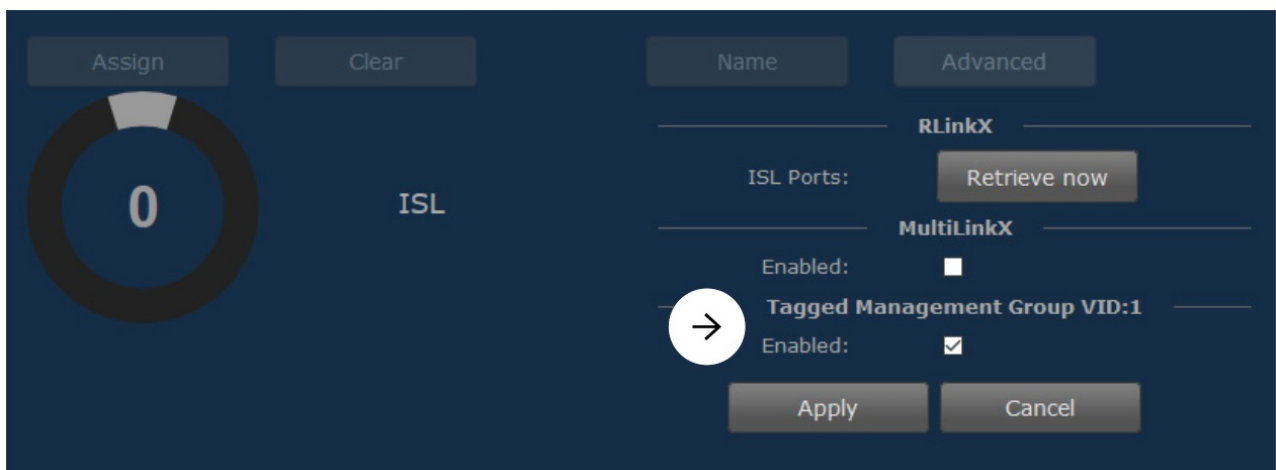 Assign
Clear
Name
Advanced
RLinkX
ISL Ports:
Retrieve now
0
ISL
MultiLinkX
Enabled:
Tagged Management Group VID:1
Enabled:
Apply
Cancel